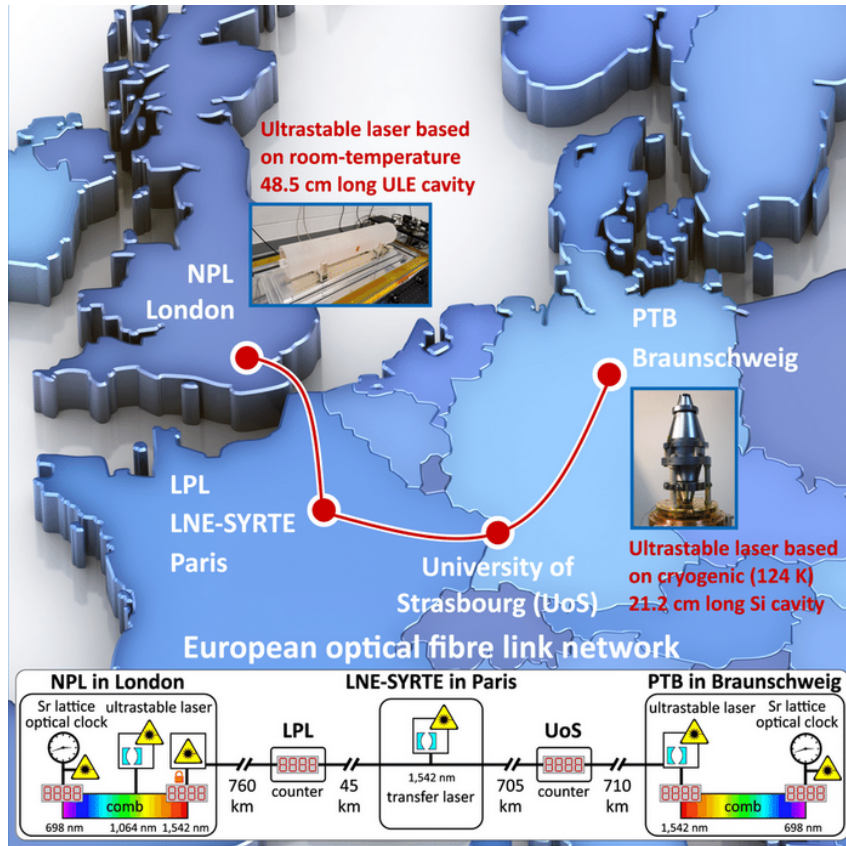 Ultrastable laser based
on room-temperature
48.5 cm long ULE cavity
NPL
London
PTB
Braunschweig
LPL
LNE-SYRTE
Paris
University of
Strasbourg (UoS)
Ultrastable laser based
on cryogenic (124 K)
21.2 cm long Si cavity
European optical fibre link network
NPL in London
LNE-SYRTE in Paris
PTB in Braunschweig
Sr lattice
optical clock
ultrastable laser
LPL
counter
1,542 nm
transfer laser
UoS
counter
ultrastable laser
Sr lattice
optical clock
comb
698 nm
1,064 nm
1,542 nm
760
km
45
km
705
km
710
km
comb
1,542 nm
698 nm